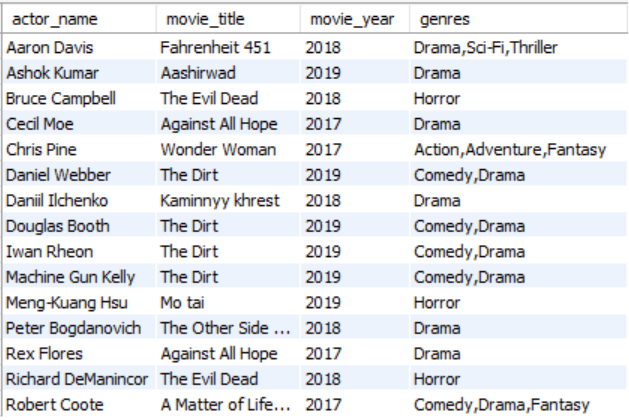 actor_name movie_title movie_year genres
Aaron Davis Fahrenheit 451 2018 Drama,Sci-Fi,Thriller
Ashok Kumar Aashirwad 2019 Drama
Bruce Campbell The Evil Dead 2018 Horror
Cecil Moe Against All Hope 2017 Drama
Chris Pine Wonder Woman 2017 Action,Adventure,Fantasy
Daniel Webber The Dirt 2019 Comedy,Drama
Daniil Ilchenko Kaminnyy khrest 2018 Drama
Douglas Booth The Dirt 2019 Comedy,Drama
Iwan Rheon The Dirt 2019 Comedy,Drama
Machine Gun Kelly The Dirt 2019 Comedy,Drama
Meng-Kuang Hsu Mo tai 2019 Horror
Peter Bogdanovich The Other Side ... 2018 Drama
Rex Flores Against All Hope 2017 Drama
Richard DeManincor The Evil Dead 2018 Horror
Robert Coote A Matter of Life... 2017 Comedy,Drama,Fantasy